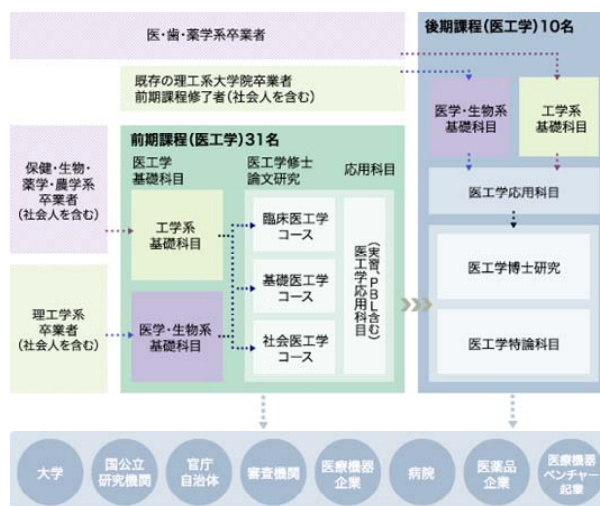 医・歯・薬学系卒業者
後期課程(医工学)10名
既存の理工系大学院卒業者
前期課程修了者(社会人を含む)
医学・生物系
基礎科目
工学系
基礎科目
前期課程(医工学)31名
保健・生物・
薬学・農学系
卒業者
(社会人を含む)
医工学
基礎科目
医工学修士
論文研究
応用科目
工学系
基礎科目
臨床医工学
コース
基礎医工学
コース
社会医工学
コース
医工学応用科目
(実習、PBL含む)
医工学応用科目
医工学博士研究
医工学特論科目
理工学系
卒業者
(社会人を含む)
医学・生物系
基礎科目
大学
国公立
研究機関
官庁
自治体
審査機関
医療機器
企業
病院
医薬品
企業
医療機器
ベンチャー
起業